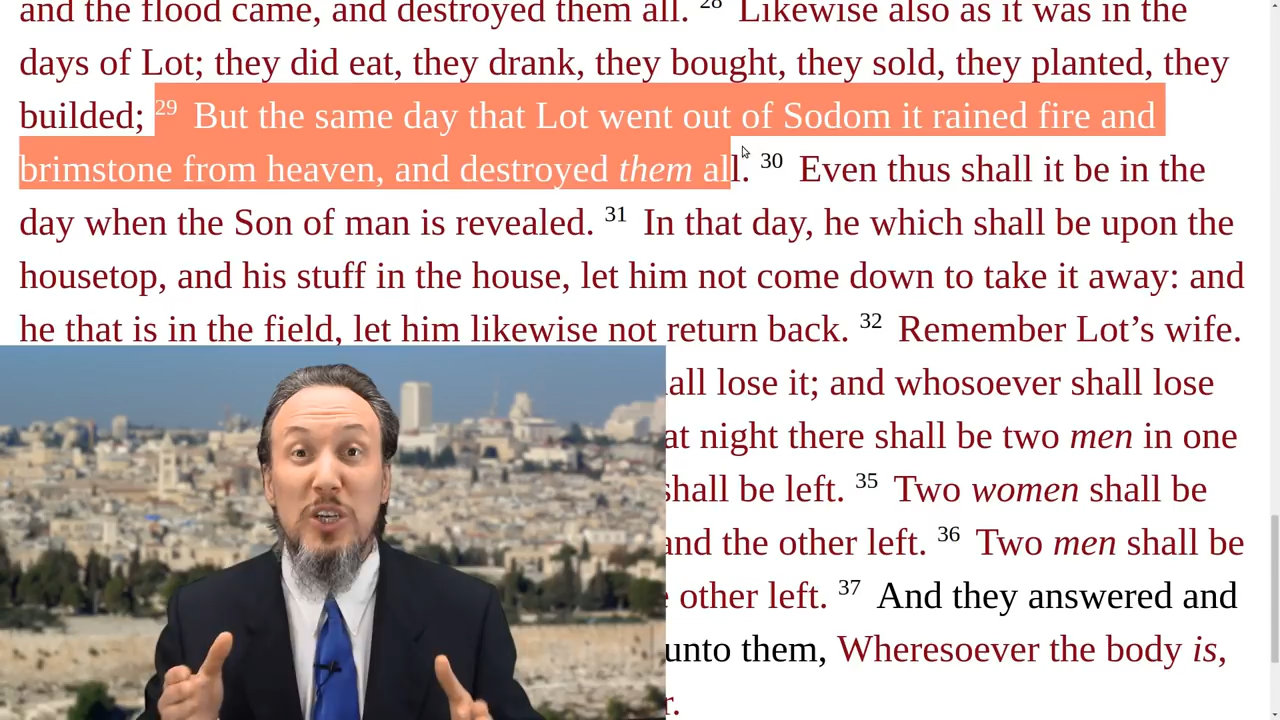 and the flood came, and destroyed them all. 28 Likewise also as it was in the
days of Lot; they did eat, they drank, they bought, they sold, they planted, they
builded; 29 But the same day that Lot went out of Sodom it rained fire and
brimstone from heaven, and destroyed them all. 30 Even thus shall it be in the
day when the Son of man is revealed. 31 In that day, he which shall be upon the
housetop, and his stuff in the house, let him not come down to take it away: and
he that is in the field, let him likewise not return back. 32 Remember Lot’s wife.
all lose it; and whosoever shall lose
at night there shall be two men in one
shall be left. 35 Two women shall be
and the other left. 36 Two men shall be
other left. 37 And they answered and
unto them, Wheresoever the body is,
r.